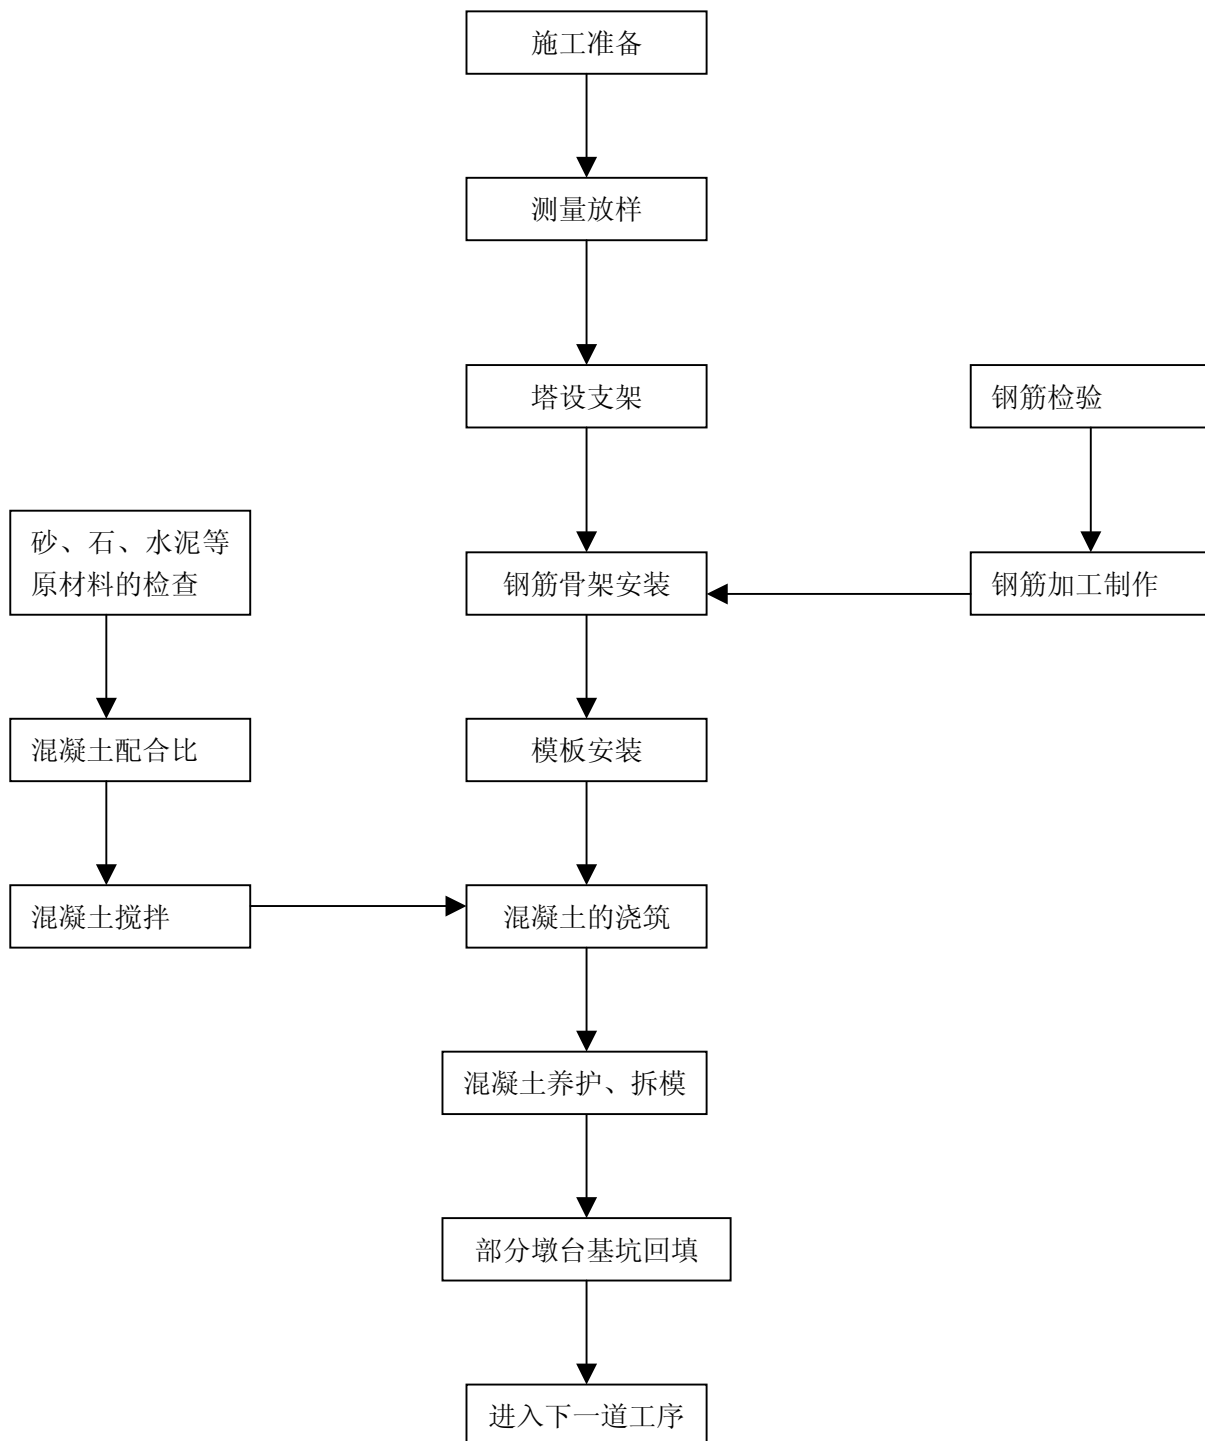 施工准备
测量放样
塔设支架
钢筋检验
砂、石、水泥等
原材料的检查
钢筋骨架安装
钢筋加工制作
混凝土配合比
模板安装
混凝土搅拌
混凝土的浇筑
混凝土养护、拆模
部分墩台基坑回填
进入下一道工序